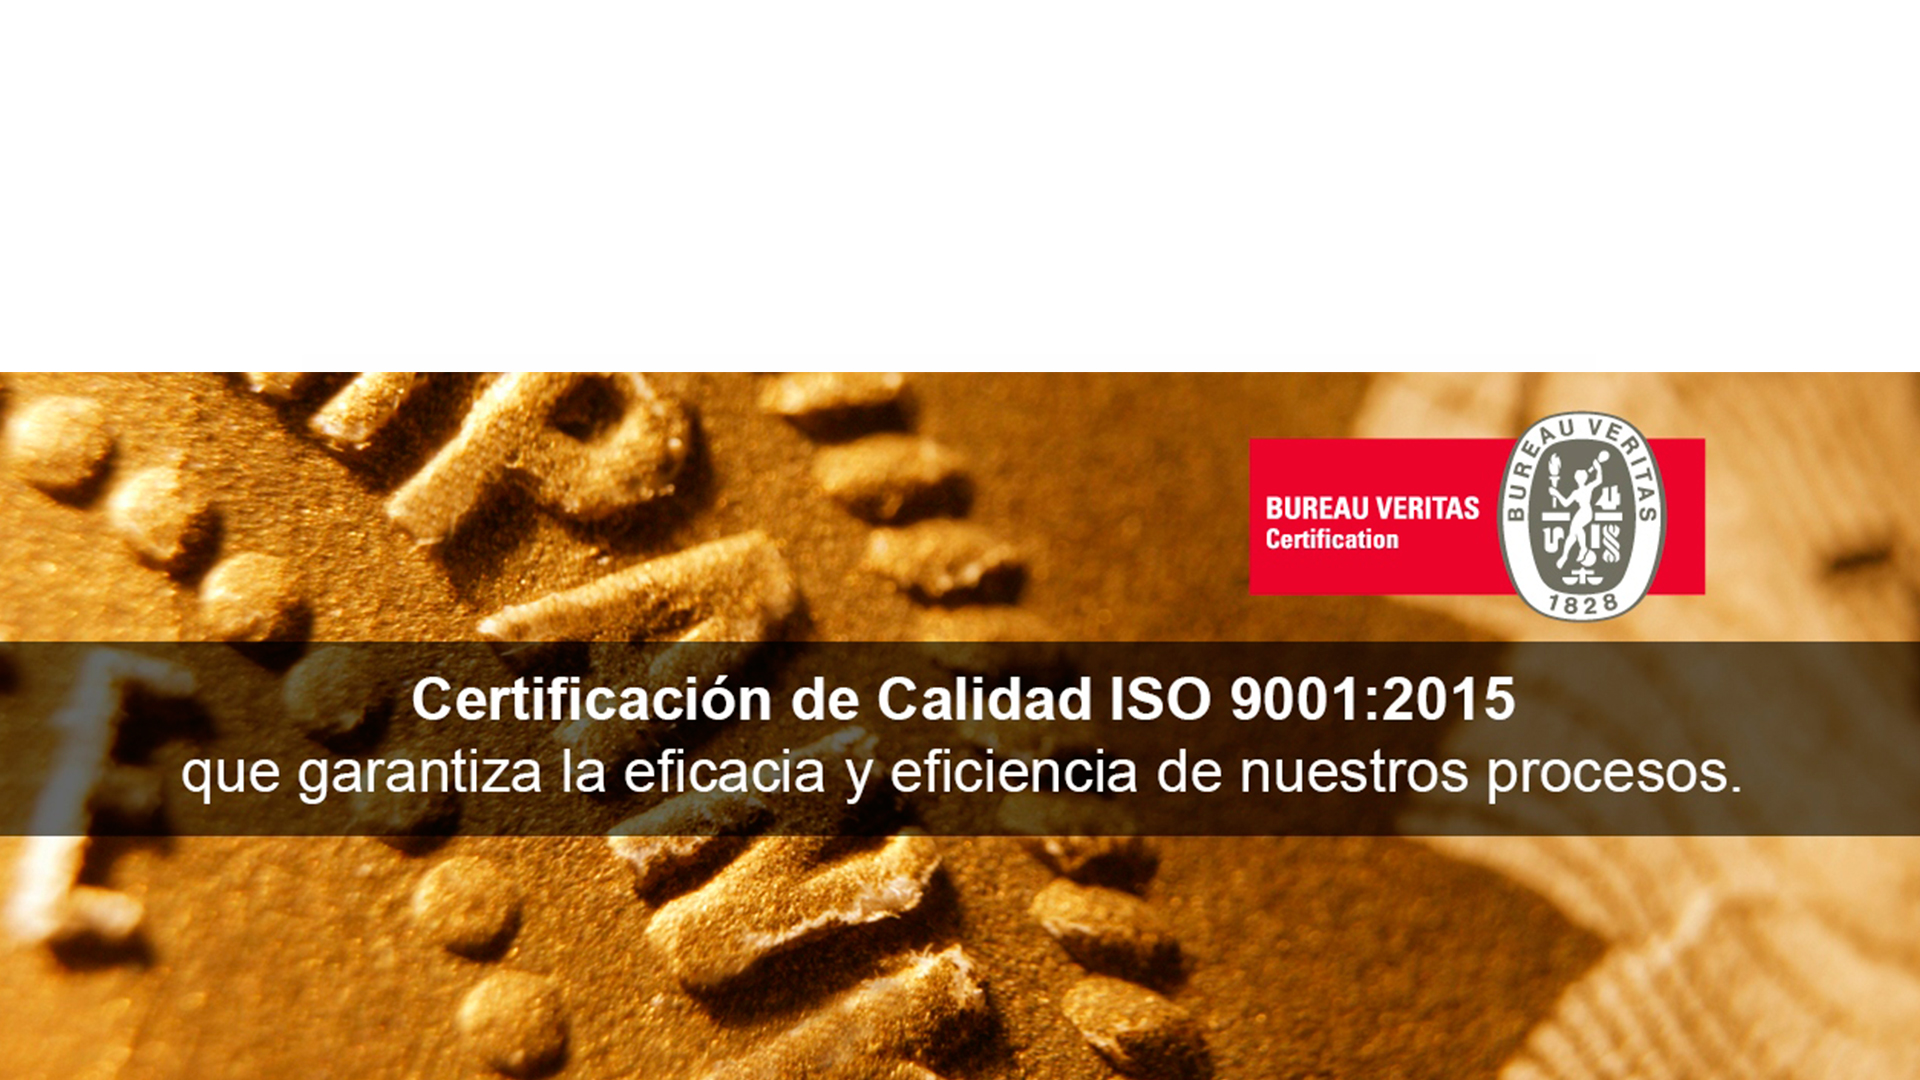 BUREAU VERITAS
Certification
BUREAU VERITAS
1828
Certificación de Calidad ISO 9001:2015
que garantiza la eficacia y eficiencia de nuestros procesos.